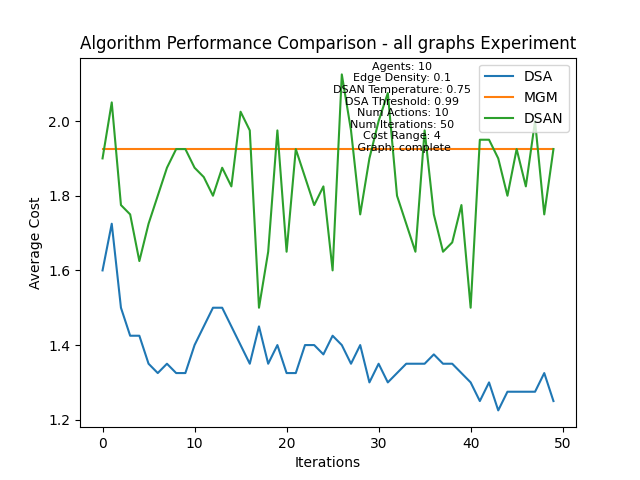 Algorithm Performance Comparison - all graphs Experiment
Agents: 10
Edge Density: 0.1
DSAN Temperature: 0.75
DSA Threshold: 0.99
Num Actions: 10
Num Iterations: 50
Cost Range: 4
Graph: complete
DSA
MGM
DSAN
Average Cost
2.0
1.8
1.6
1.4
1.2
0
10
20
30
40
50
Iterations